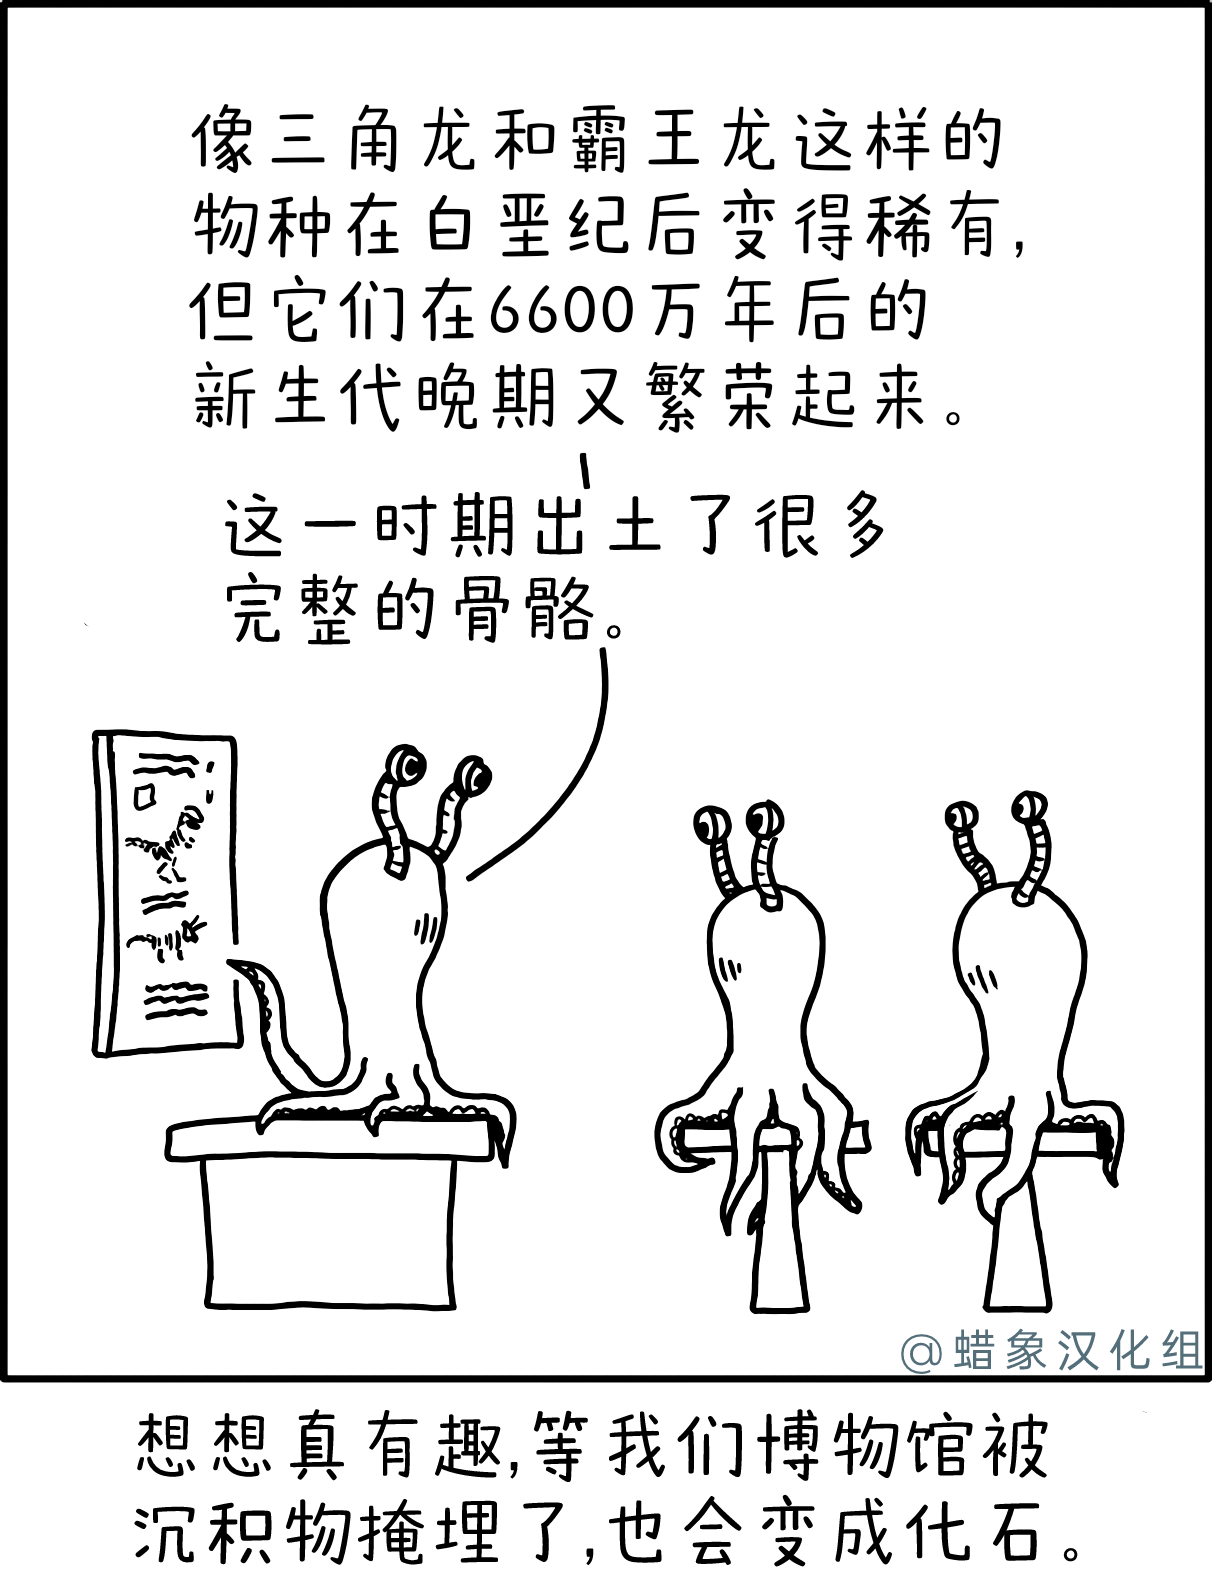 像三角龙和霸王龙这样的
物种在白垩纪后变得稀有,
但它们在6600万年后的
新生代晚期又繁荣起来。
这一时期出土了很多
完整的骨骼。
@蜡象汉化组
想想真有趣,等我们博物馆被
沉积物掩埋了,也会变成化石。